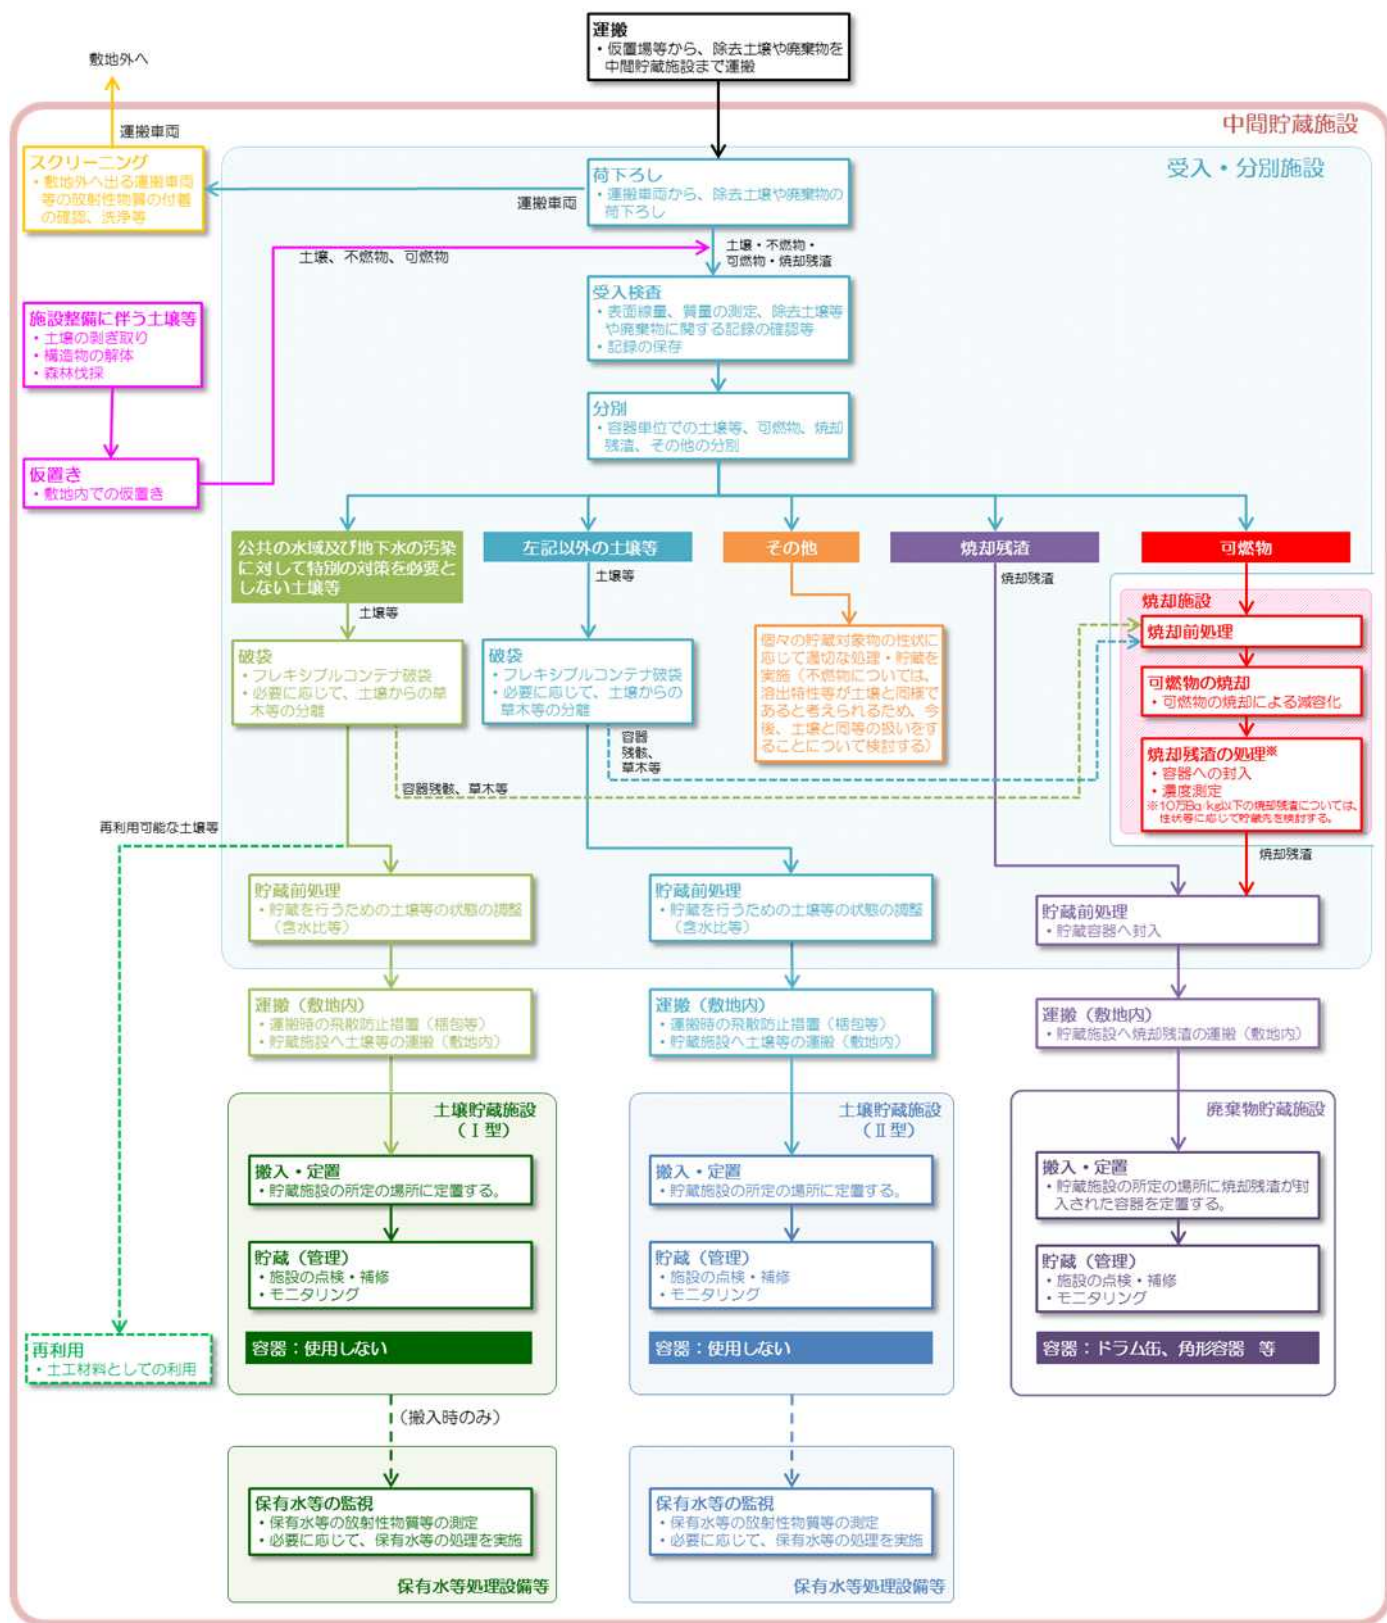 運搬
・仮置場等から、除去土壌や廃棄物を
中間貯蔵施設まで運搬
敷地外へ
運搬車両
中間貯蔵施設
スクリーニング
・敷地外へ出る運搬車両
等の放射性物質の付着
の確認、洗浄等
受入・分別施設
荷下ろし
・運搬車両から、除去土壌や廃棄物の
荷下ろし
運搬車両
土壌・不燃物・
可燃物・焼却残渣
土壌、不燃物、可燃物
受入検査
・表面線量、質量の測定、除去土壌等
や廃棄物に関する記録の確認等
・記録の保存
施設整備に伴う土壌等
・土壌の剥ぎ取り
・構造物の解体
・森林伐採
分別
・容器単位での土壌等、可燃物、焼却
残渣、その他の分別
仮置き
・敷地内での仮置き
公共の水域及び地下水の汚染
に対して特別の対策を必要と
しない土壌等
左記以外の土壌等
その他
焼却残渣
可燃物
土壌等
土壌等
焼却残渣
焼却施設
焼却前処理
破袋
・フレキシブルコンテナ破袋
・必要に応じて、土壌からの草
木等の分離
破袋
・フレキシブルコンテナ破袋
・必要に応じて、土壌からの
草木等の分離
個々の貯蔵対象物の性状に
応じて適切な処理・貯蔵を
実施（不燃物については、
溶出特性等が土壌と同様で
あると考えられるため、今
後、土壌と同等の扱いをす
ることについて検討する）
可燃物の焼却
・可燃物の焼却による減容化
焼却残渣の処理※
・容器への封入
・濃度測定
※10万Bq/kg以下の焼却残渣については、
性状等に応じて貯蔵先を検討する。
容器
残骸、
草木等
容器残骸、草木等
再利用可能な土壌等
焼却残渣
貯蔵前処理
・貯蔵を行うための土壌等の状態の調整
（含水比等）
貯蔵前処理
・貯蔵を行うための土壌等の状態の調整
（含水比等）
貯蔵前処理
・貯蔵容器へ封入
運搬（敷地内）
・運搬時の飛散防止措置（梱包等）
・貯蔵施設へ土壌等の運搬（敷地内）
運搬（敷地内）
・運搬時の飛散防止措置（梱包等）
・貯蔵施設へ土壌等の運搬（敷地内）
運搬（敷地内）
・貯蔵施設へ焼却残渣の運搬（敷地内）
土壌貯蔵施設
（Ⅰ型）
土壌貯蔵施設
（Ⅱ型）
廃棄物貯蔵施設
搬入・定置
・貯蔵施設の所定の場所に定置する。
搬入・定置
・貯蔵施設の所定の場所に定置する。
搬入・定置
・貯蔵施設の所定の場所に焼却残渣が封
入された容器を定置する。
貯蔵（管理）
・施設の点検・補修
・モニタリング
貯蔵（管理）
・施設の点検・補修
・モニタリング
貯蔵（管理）
・施設の点検・補修
・モニタリング
容器：使用しない
容器：使用しない
容器：ドラム缶、角形容器　等
再利用
・土工材料としての利用
（搬入時のみ）
保有水等の監視
・保有水等の放射性物質等の測定
・必要に応じて、保有水等の処理を実施
保有水等処理設備等
保有水等の監視
・保有水等の放射性物質等の測定
・必要に応じて、保有水等の処理を実施
保有水等処理設備等